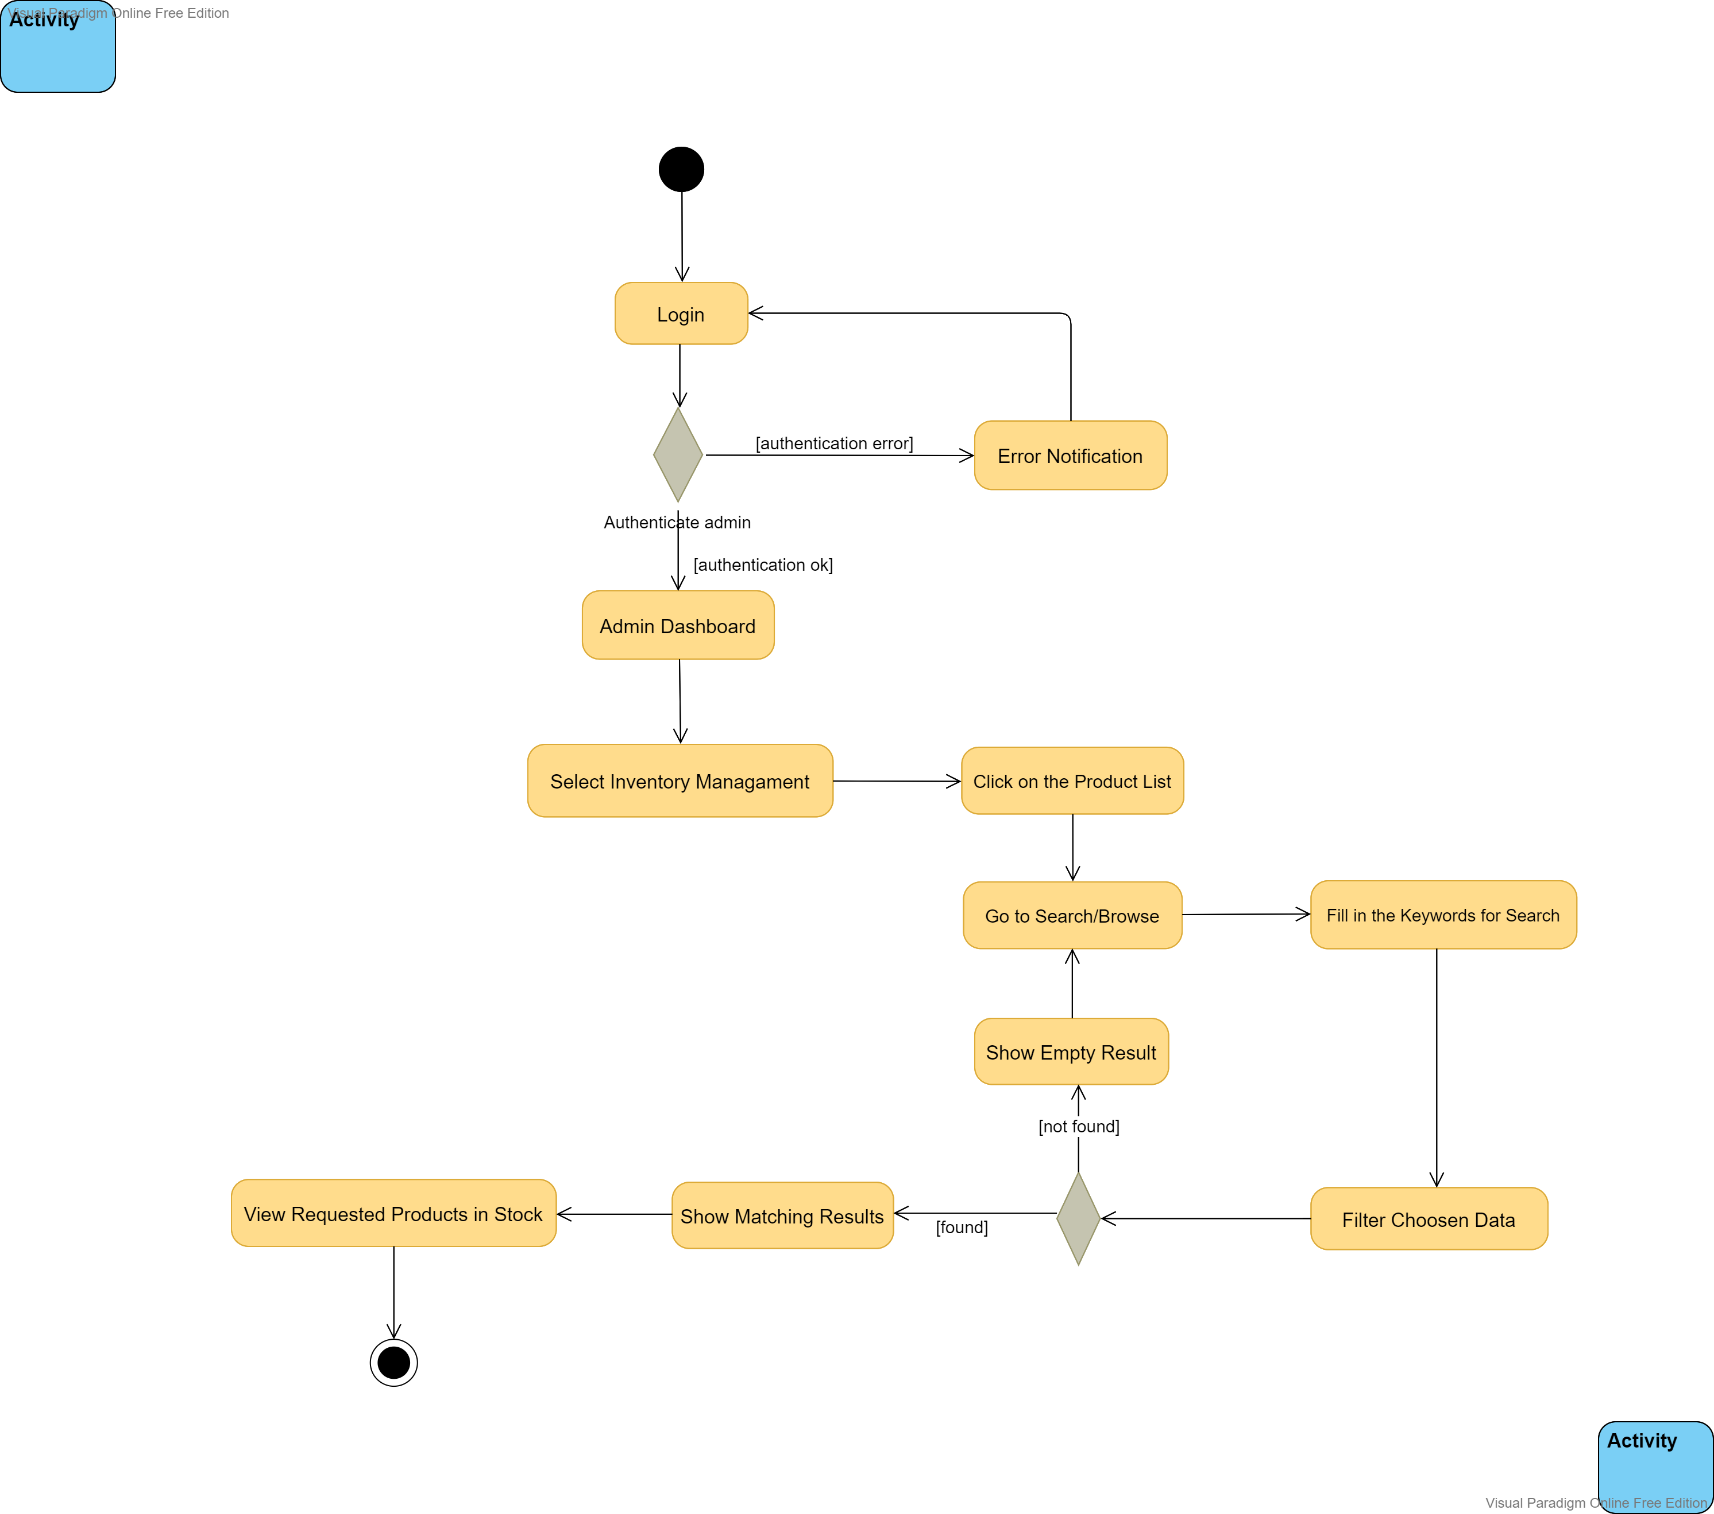 Visual Paradigm Online Free Edition
Activity
Login
[authentication error]
Error Notification
Authenticate admin
[authentication ok]
Admin Dashboard
Select Inventory Managament
Click on the Product List
Go to Search/Browse
Fill in the Keywords for Search
Show Empty Result
[not found]
View Requested Products in Stock
Show Matching Results
[found]
Filter Choosen Data
Activity
Visual Paradigm Online Free Edition